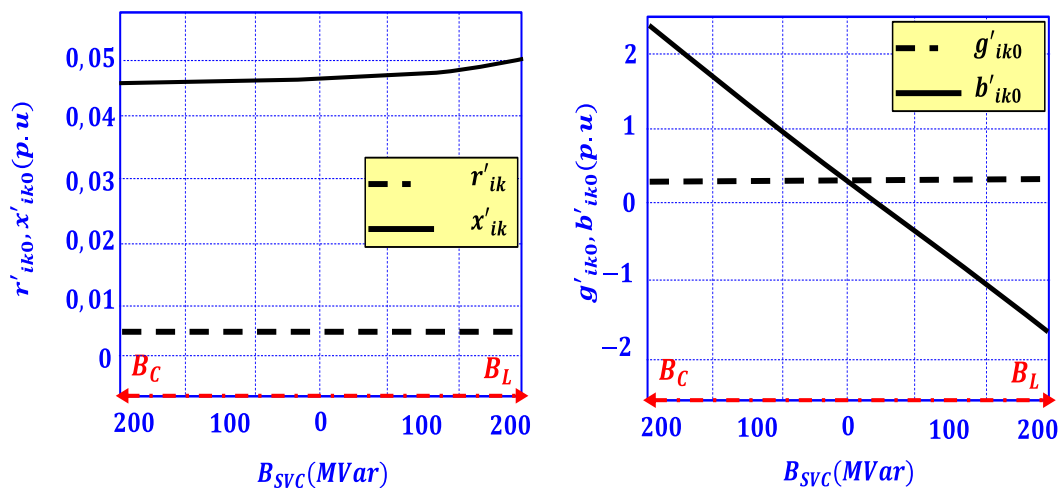 0,05
0,04
0,03
0,02
0,01
0
r'ik0, x'ik0(p.u)
r'ik
x'ik
BC
BL
200
100
0
100
200
BSVC(MVar)
2
1
0
−1
−2
g'ik0, b'ik0(p.u)
g'ik0
b'ik0
BC
BL
200
100
0
100
200
BSVC(MVar)